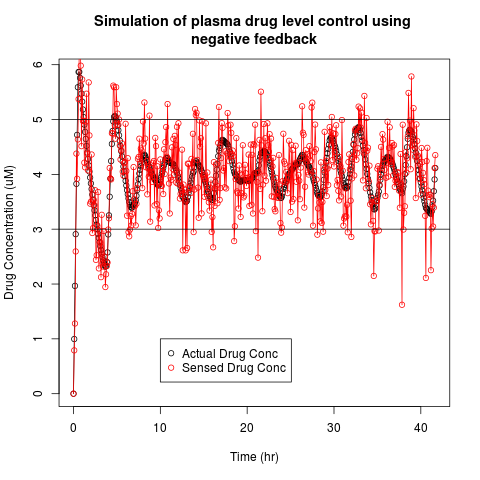 Simulation of plasma drug level control using
negative feedback
Drug Concentration (uM)
6
5
4
3
2
1
0
Actual Drug Conc
Sensed Drug Conc
0 10 20 30 40
Time (hr)